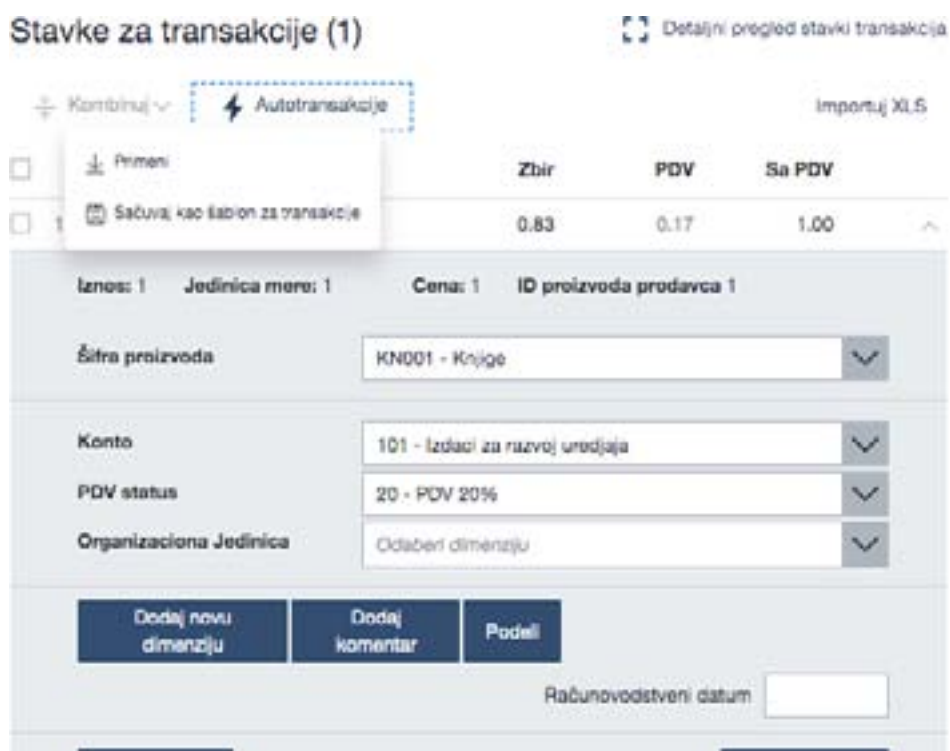 Stavke za transakcije (1)
Detaljni pregled stavki transakcija
Kombinuj
Autotransakcije
Importuj XLS
Primeni
Zbir PDV Sa PDV
Sačuvaj kao šablon za transakcije
1 0.83 0.17 1.00
Iznos: 1 Jedinica mere: 1 Cena: 1 ID proizvoda prodavca 1
Šifra proizvoda KN001 - Knjige
Konto 101 - Izdaci za razvoj uredjaja
PDV status 20 - PDV 20%
Organizaciona Jedinica Odaberi dimenziju
Dodaj novu
dimenziju
Dodaj
komentar
Podeli
Računovodstveni datum